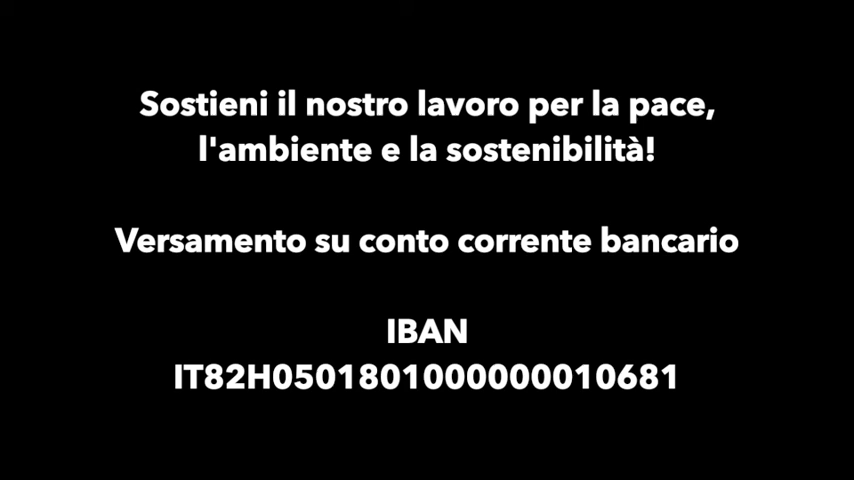 Sostieni il nostro lavoro per la pace,
l'ambiente e la sostenibilità!
Versamento su conto corrente bancario
IBAN
IT82H0501801000000010681